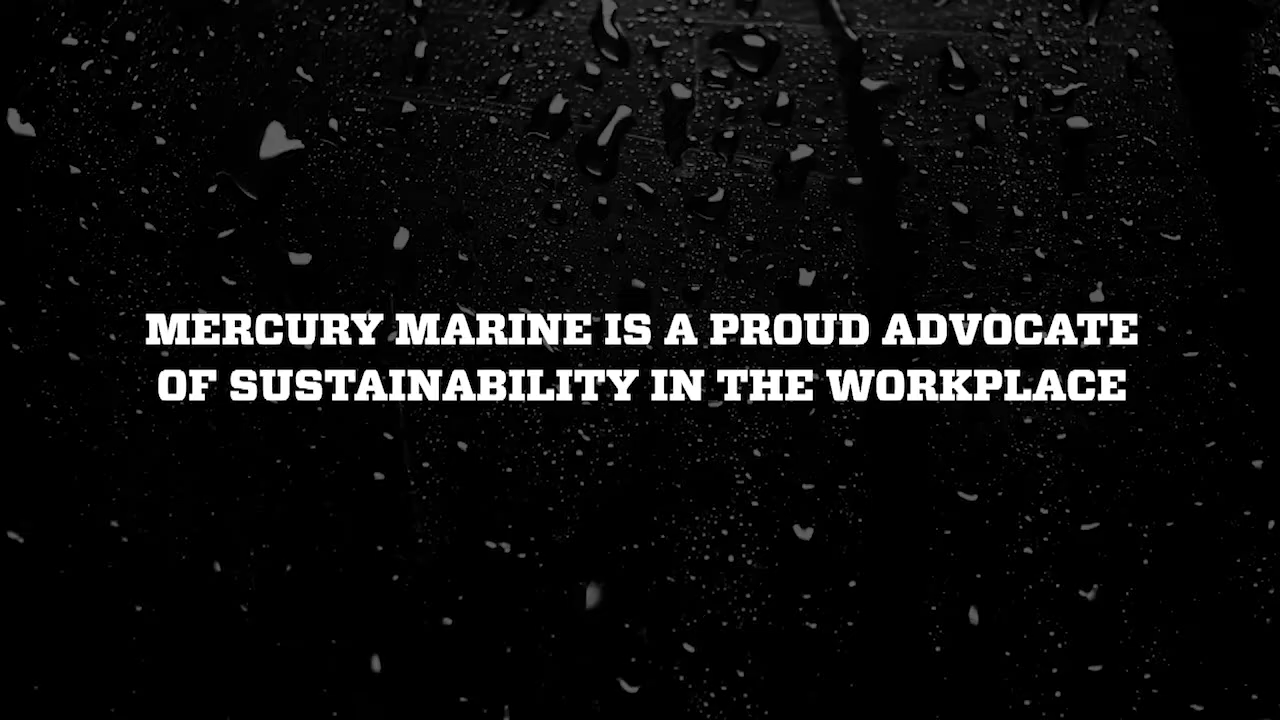 MERCURY MARINE IS A PROUD ADVOCATE
OF SUSTAINABILITY IN THE WORKPLACE